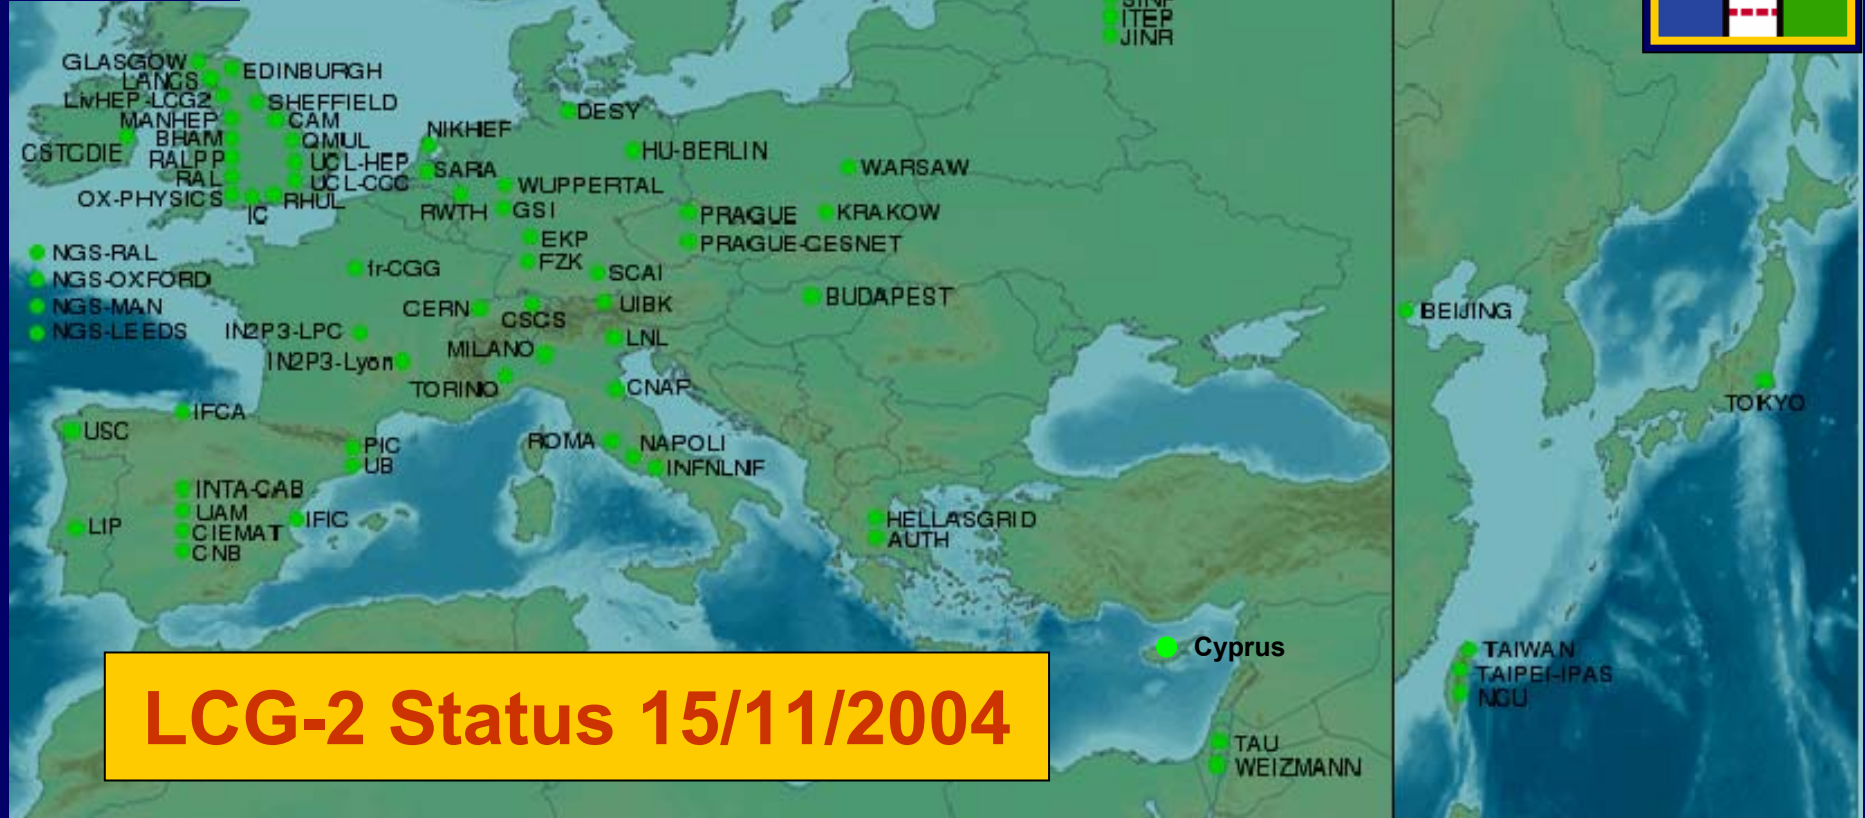 ITEP
JINR
GLASGOW
EDINBURGH
LANCS
LivHEP-LCG2
SHEFFIELD
MANHEP
CAM
BHAM
QMUL
CSTCDIE
RALPP
UCL-HEP
RAL
UCL-CCC
OX-PHYSICS
IC
RHUL
NIKHEF
SARA
DESY
HU-BERLIN
WARSAW
WUPPERTAL
RWTH
GSI
PRAGUE
KRAKOW
EKP
PRAGUE-CESNET
FZK
SCAI
NGS-RAL
NGS-OXFORD
NGS-MAN
NGS-LEEDS
fr-CGG
CERN
CSCS
UIBK
BUDAPEST
IN2P3-LPC
LNL
MILANO
IN2P3-Lyon
TORINO
CNAF
IFCA
USC
PIC
UB
ROMA
NAPOLI
INFNLNF
INTA-CAB
UAM
IFIC
LIP
CIEMAT
CNB
HELLASGRID
AUTH
BEIJING
TOKYO
Cyprus
TAIWAN
TAIPEI-IPAS
NCU
TAU
WEIZMANN
LCG-2 Status 15/11/2004